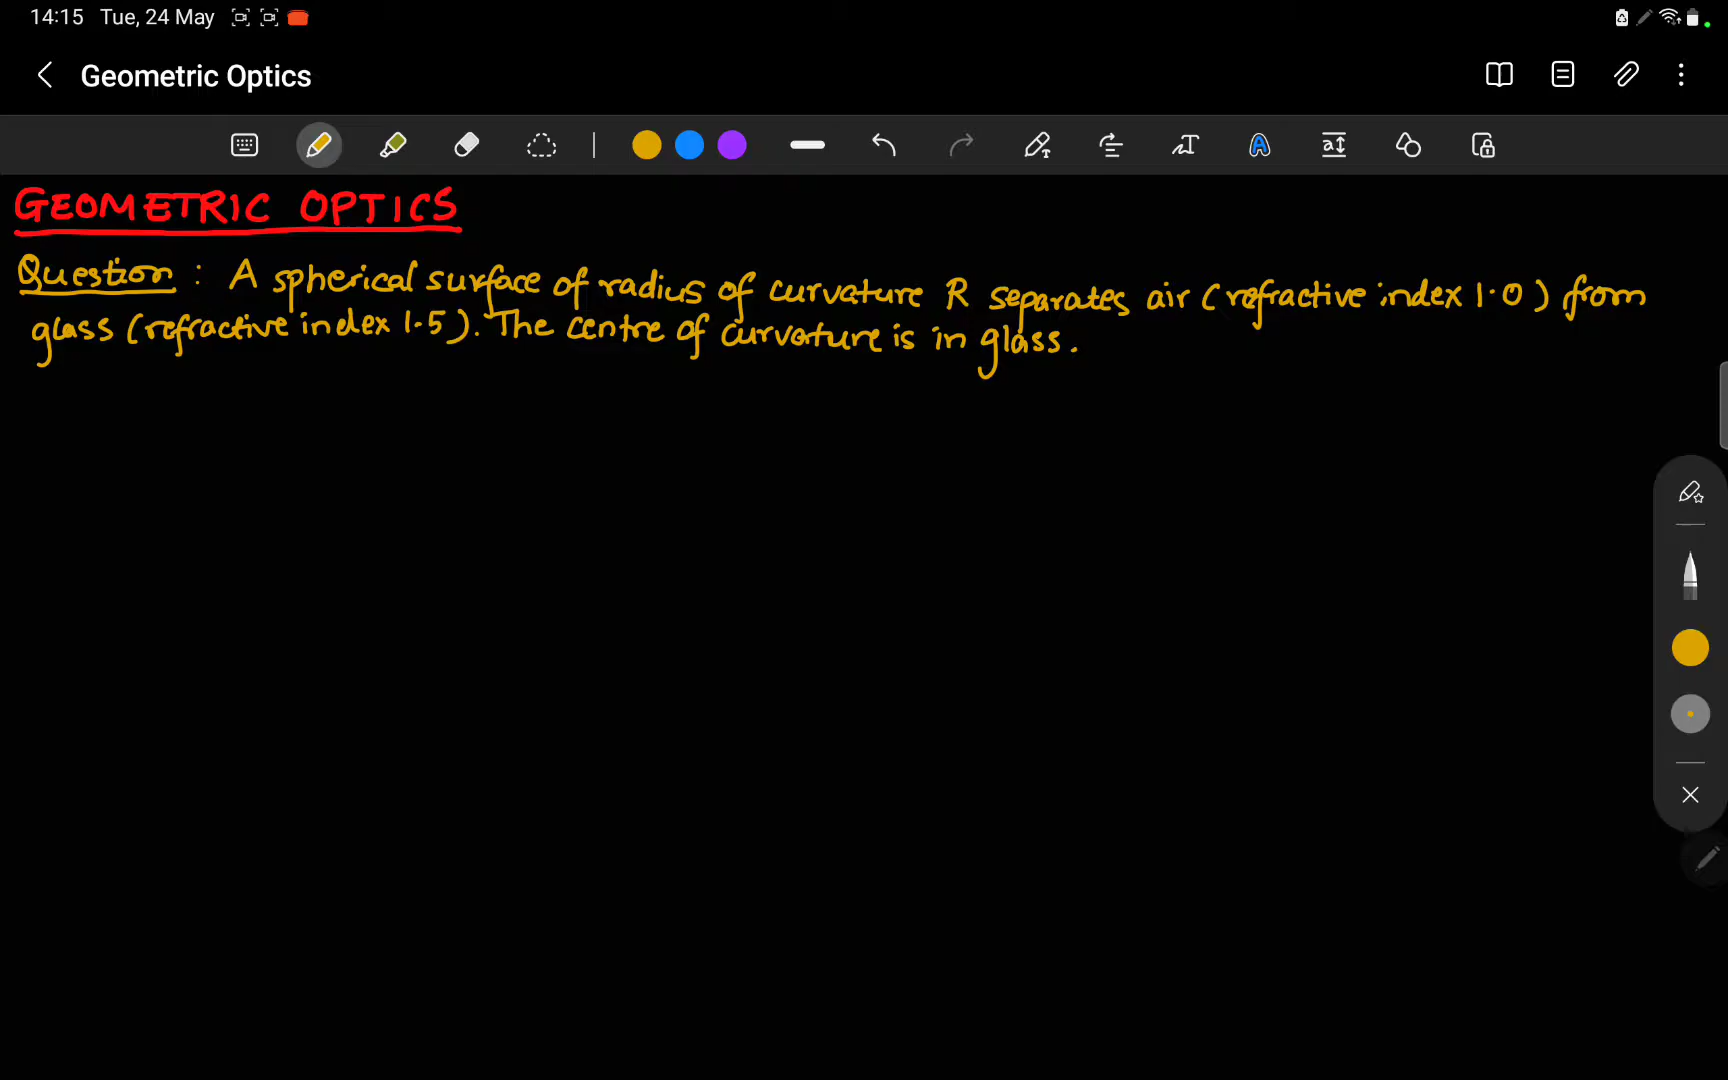 14:15 Tue, 24 May
Geometric Optics
GEOMETRIC OPTICS
Question : A spherical surface of radius of curvature R separates air (refractive index 1.0) from
glass (refractive index 1.5). The centre of curvature is in glass.